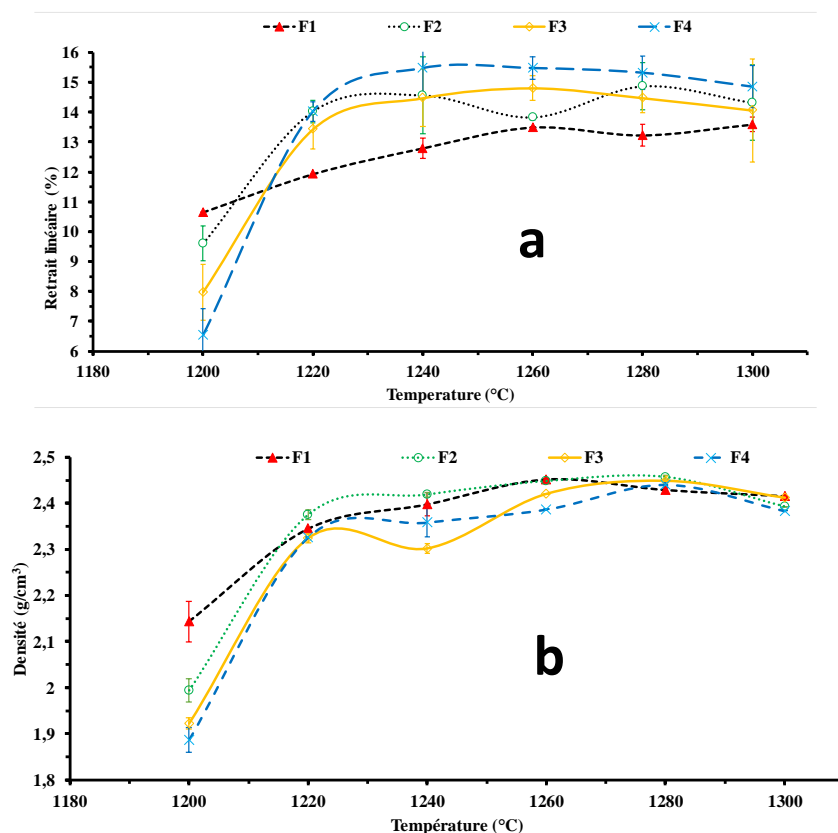 F1 F2 F3 F4
16
15
14
13
12
11
10
9
8
7
6
Retrait linéaire (%)
a
1180 1200 1220 1240 1260 1280 1300
Temperature (°C)
F1 F2 F3 F4
2,5
2,4
2,3
2,2
2,1
2
1,9
1,8
Densité (g/cm³)
b
1180 1200 1220 1240 1260 1280 1300
Température (°C)